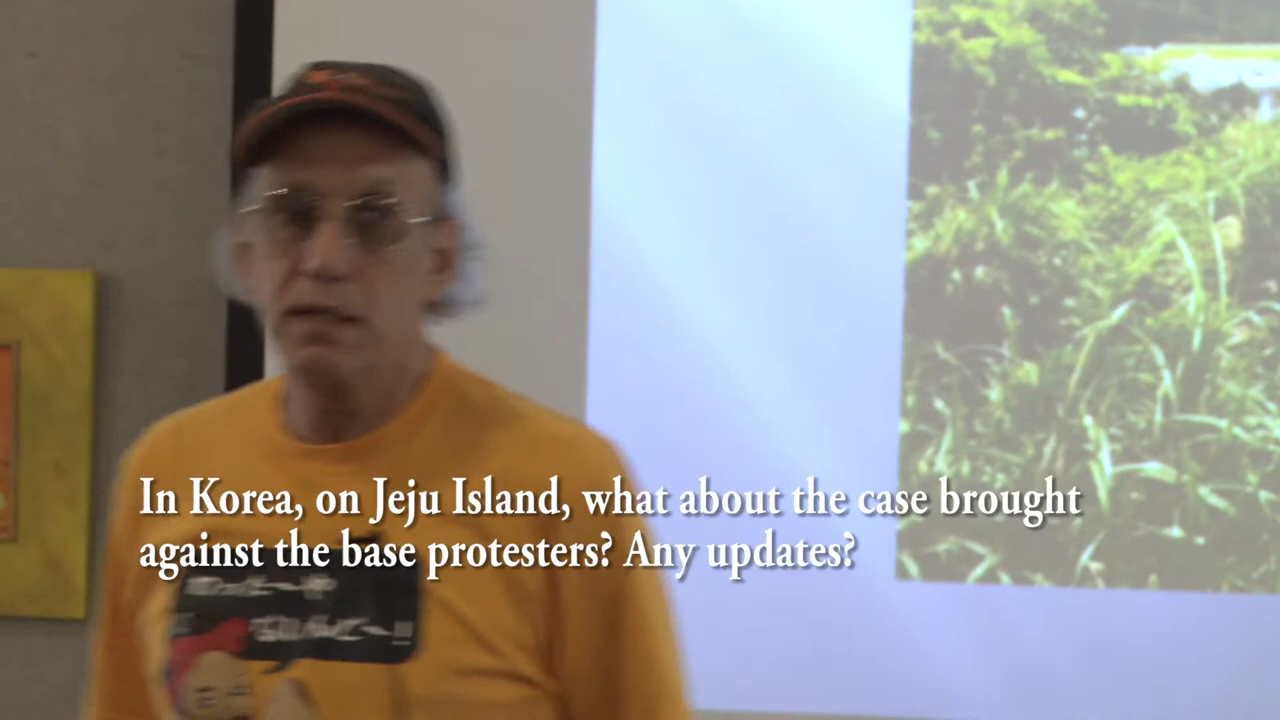 In Korea, on Jeju Island, what about the case brought
against the base protesters? Any updates?